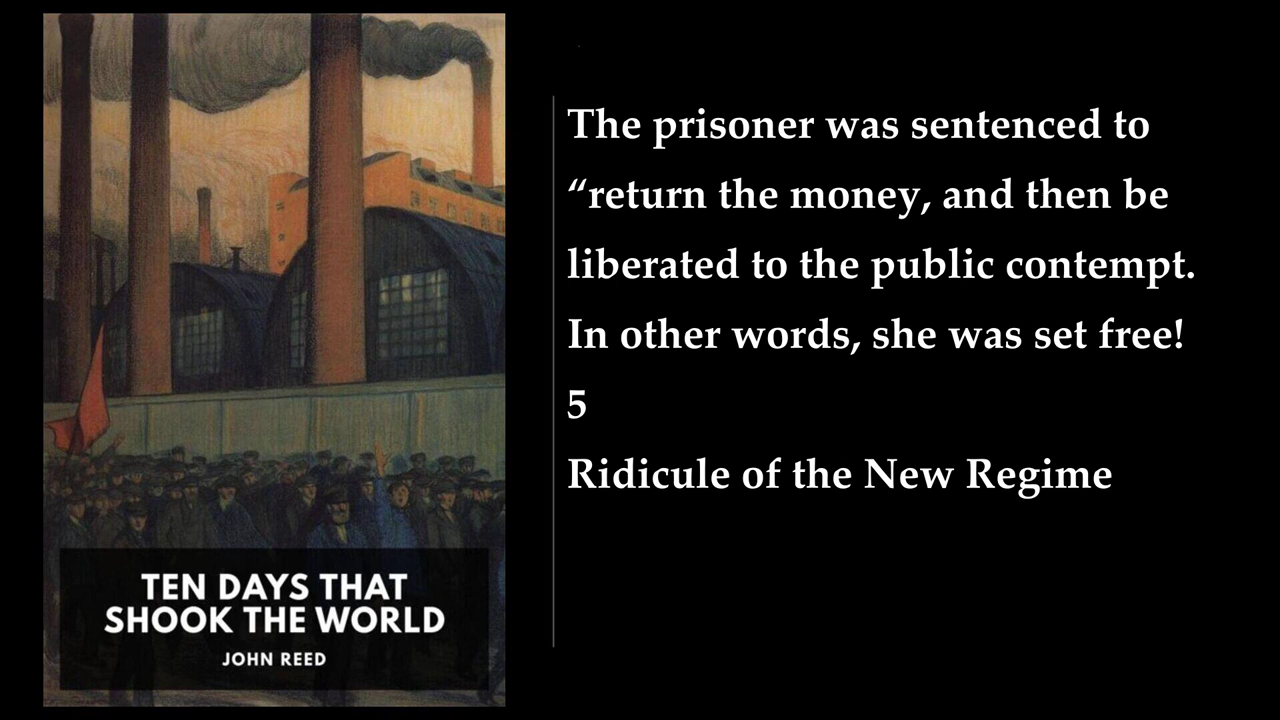 The prisoner was sentenced to
“return the money, and then be
liberated to the public contempt.
In other words, she was set free!
5
Ridicule of the New Regime
TEN DAYS THAT
SHOOK THE WORLD
JOHN REED